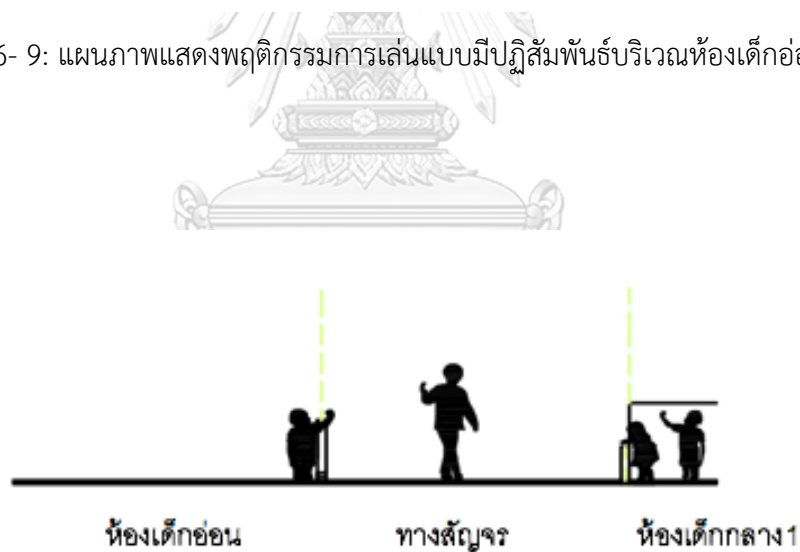 6- 9: แผนภาพแสดงพฤติกรรมการเล่นแบบมีปฏิสัมพันธ์บริเวณห้องเด็กอ่อ
ห้องเด็กอ่อน ทางสัญจร ห้องเด็กกลาง1